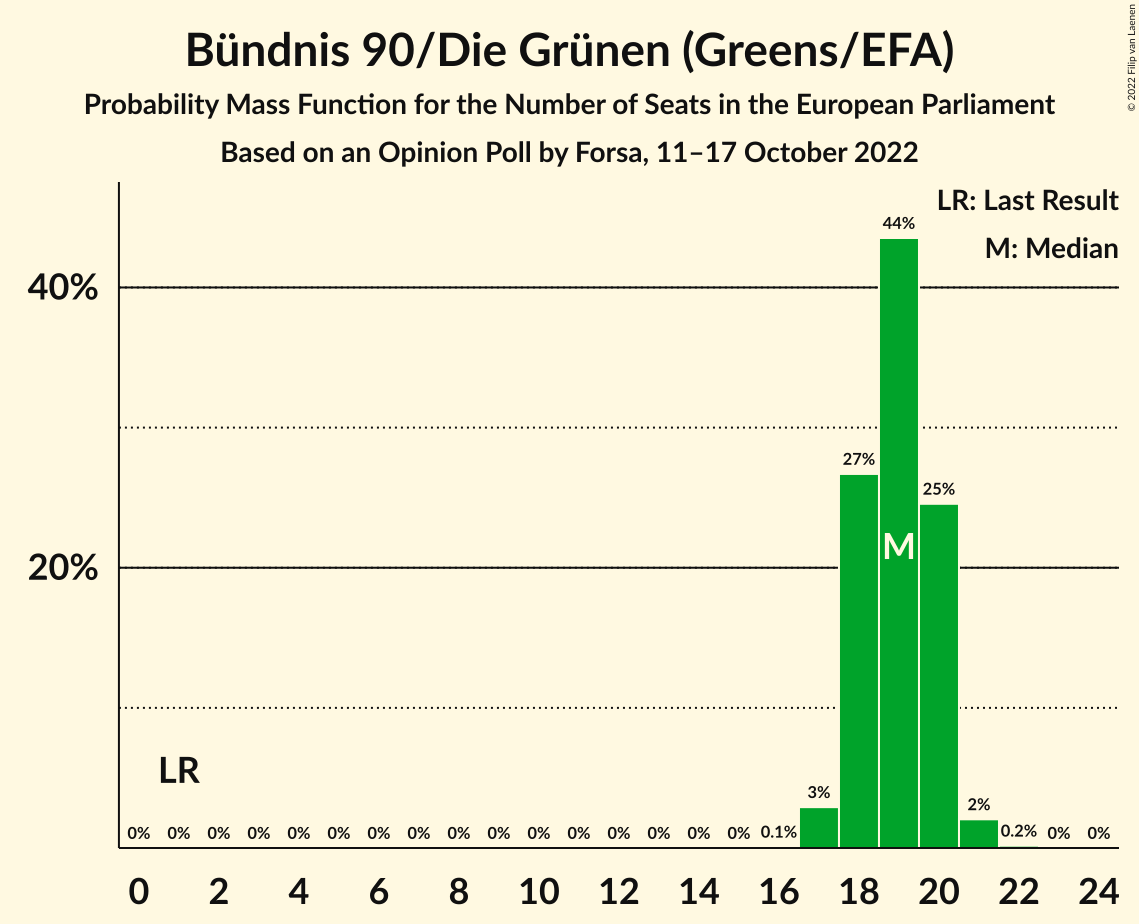 Bündnis 90/Die Grünen (Greens/EFA)
Probability Mass Function for the Number of Seats in the European Parliament
Based on an Opinion Poll by Forsa, 11–17 October 2022
© 2022 Filip van Laenen
LR: Last Result
M: Median
44%
40%
27%
25%
M
20%
LR
3%
2%
0% 0% 0% 0% 0% 0% 0% 0% 0% 0% 0% 0% 0% 0% 0% 0% 0.1% 0.2% 0% 0%
0 2 4 6 8 10 12 14 16 18 20 22 24